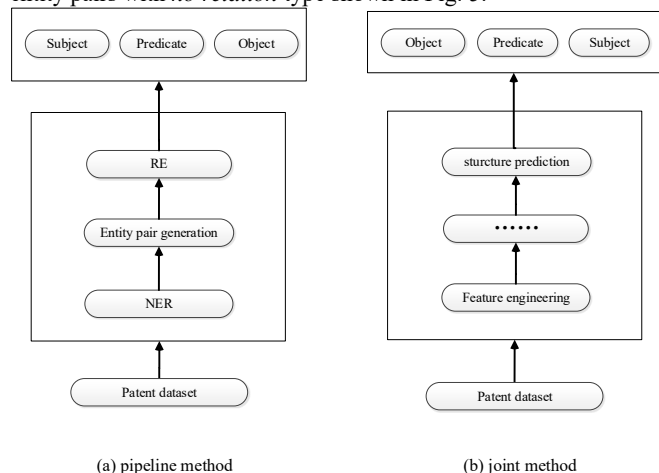 entity pairs with no relation type shown in Fig. 3.
Subject Predicate Object
RE
Entity pair generation
NER
Patent dataset
(a) pipeline method
Object Predicate Subject
sturcture prediction
••••••
Feature engineering
Patent dataset
(b) joint method